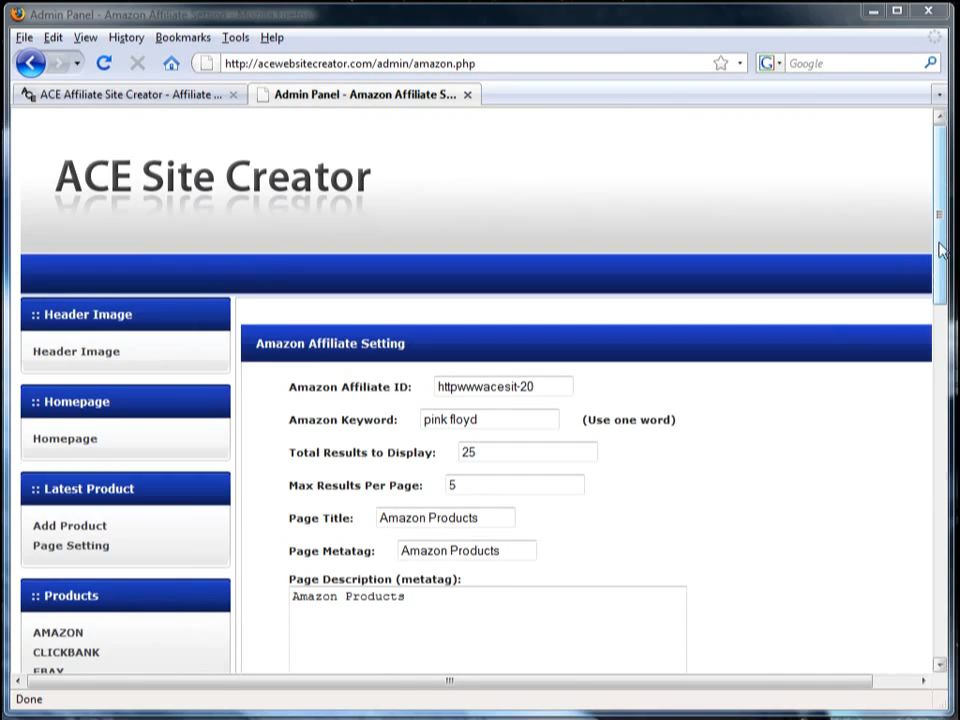 Admin Panel - Amazon Affiliate Setting - Mozilla Firefox
File Edit View History Bookmarks Tools Help
http://acewebsitecreator.com/admin/amazon.php
G Google
ACE Affiliate Site Creator - Affiliate ...
Admin Panel - Amazon Affiliate S...
ACE Site Creator
:: Header Image
Header Image
:: Homepage
Homepage
:: Latest Product
Add Product
Page Setting
:: Products
AMAZON
CLICKBANK
EBAY
Amazon Affiliate Setting
Amazon Affiliate ID: httpwwwacesit-20
Amazon Keyword: pink floyd (Use one word)
Total Results to Display: 25
Max Results Per Page: 5
Page Title: Amazon Products
Page Metatag: Amazon Products
Page Description (metatag):
Amazon Products
Done